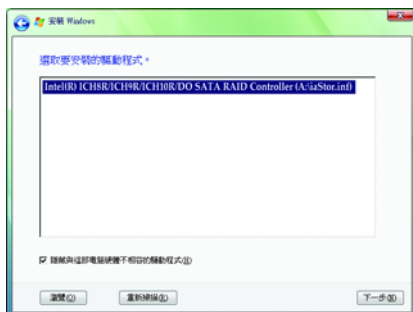 安裝 Windows
選取要安裝的驅動程式。
Intel(R) ICH8R/ICH9R/ICH10R/DO SATA RAID Controller (A:\iaStor.inf)
隱藏與這部電腦硬體不相容的驅動程式(H)
瀏覽(O) 重新掃描(R) 下一步(N)